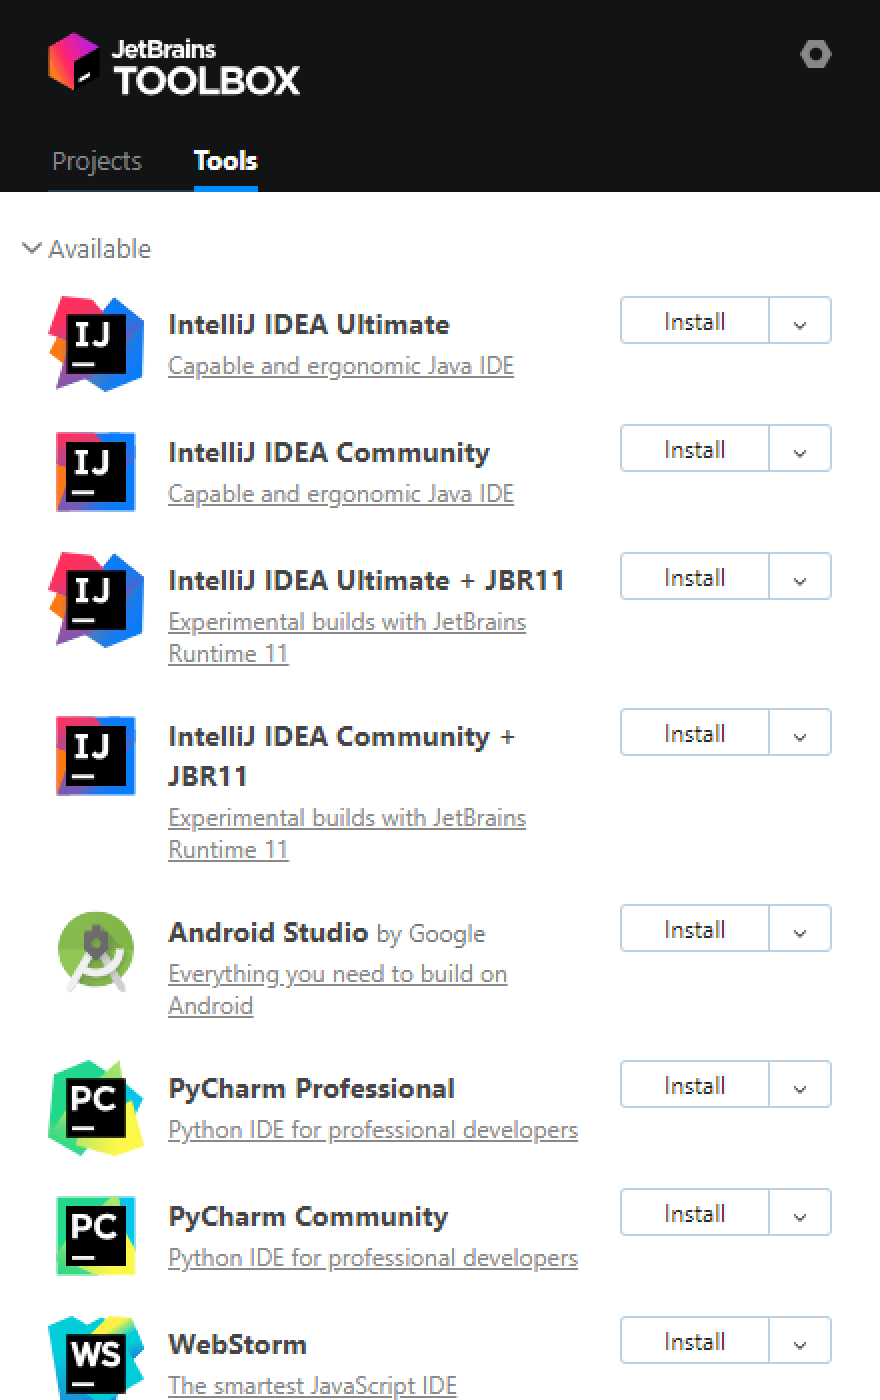 JetBrains
TOOLBOX
Projects Tools
Available
IJ
IntelliJ IDEA Ultimate
Install
Capable and ergonomic Java IDE
IJ
IntelliJ IDEA Community
Install
Capable and ergonomic Java IDE
IJ
IntelliJ IDEA Ultimate + JBR11
Install
Experimental builds with JetBrains
Runtime 11
IJ
IntelliJ IDEA Community +
JBR11
Install
Experimental builds with JetBrains
Runtime 11
Android Studio by Google
Install
Everything you need to build on
Android
PC
PyCharm Professional
Install
Python IDE for professional developers
PC
PyCharm Community
Install
Python IDE for professional developers
WS
WebStorm
Install
The smartest JavaScript IDE